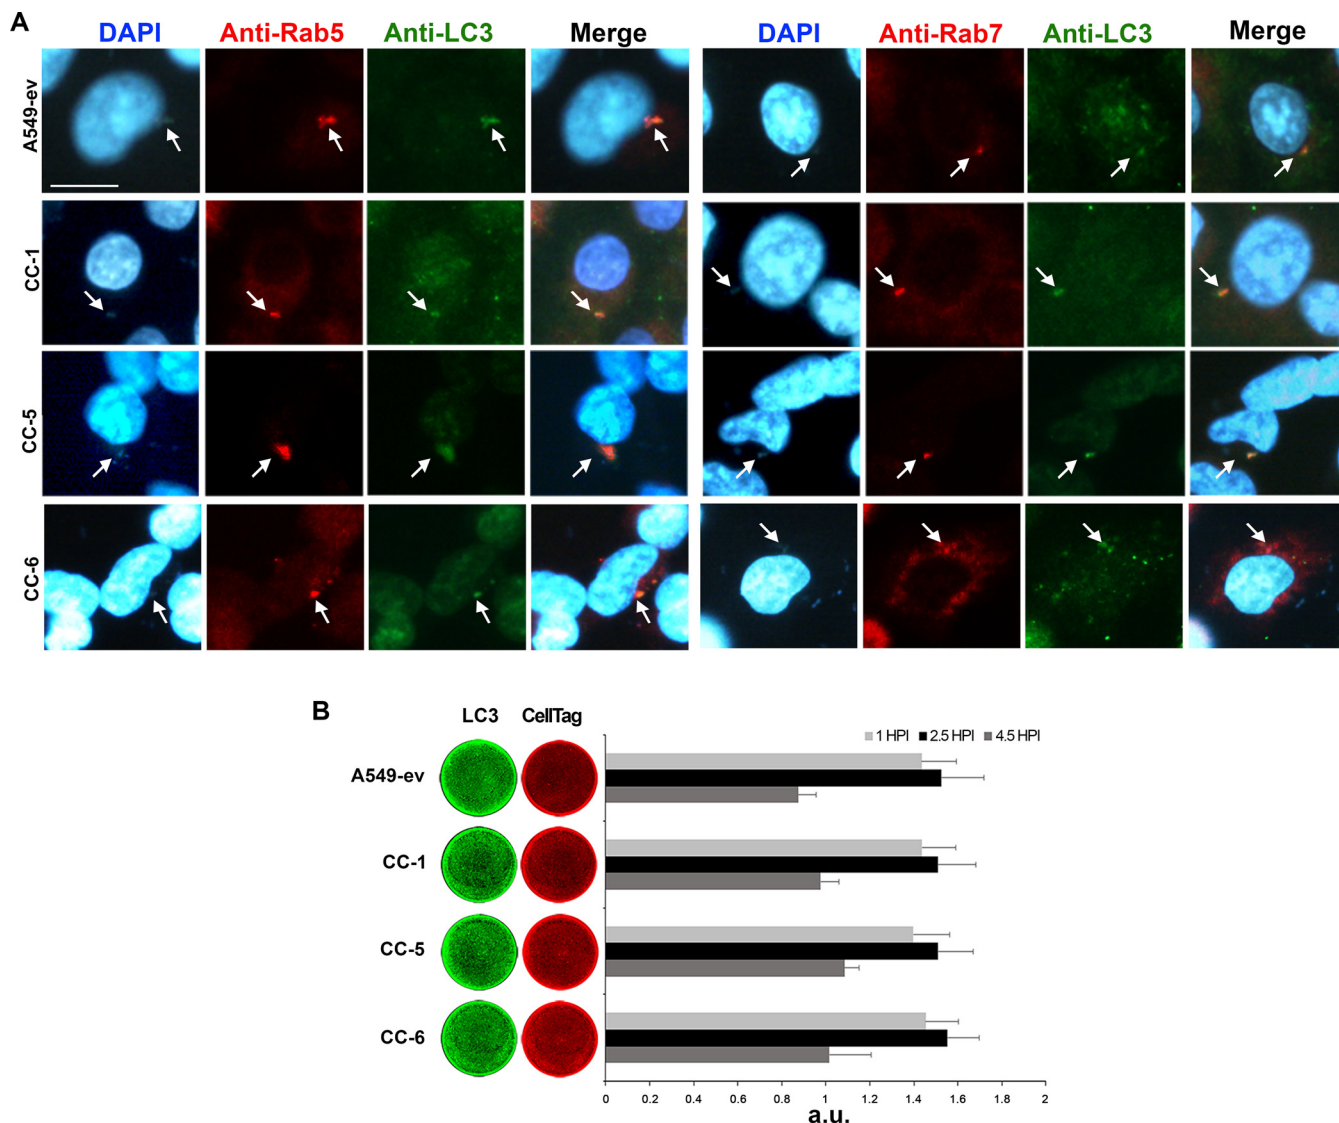 A
DAPI Anti-Rab5 Anti-LC3 Merge DAPI Anti-Rab7 Anti-LC3 Merge
A549-ev
CC-1
CC-5
CC-6
B
LC3 CellTag
1 HPI 2.5 HPI 4.5 HPI
A549-ev
CC-1
CC-5
CC-6
0 0.2 0.4 0.6 0.8 1 1.2 1.4 1.6 1.8 2
a.u.